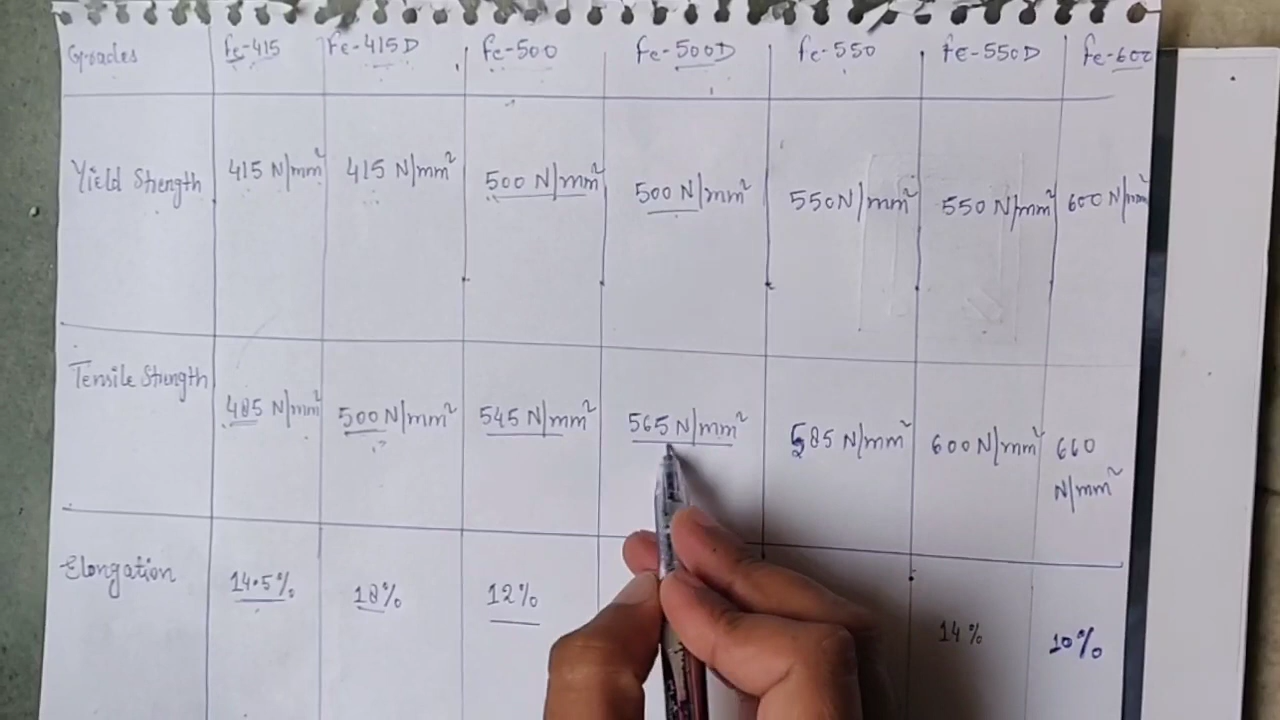 Grades Fe-415 Fe-415D Fe-500 Fe-500D Fe-550 Fe-550D Fe-600
Yield Strength 415 N/mm² 415 N/mm² 500 N/mm² 500 N/mm² 550N/mm² 550 N/mm² 600 N/mm²
Tensile Strength 485 N/mm² 500 N/mm² 545 N/mm² 565 N/mm² 585 N/mm² 600 N/mm² 660
N/mm²
Elongation 14.5% 18% 12% 14% 10%